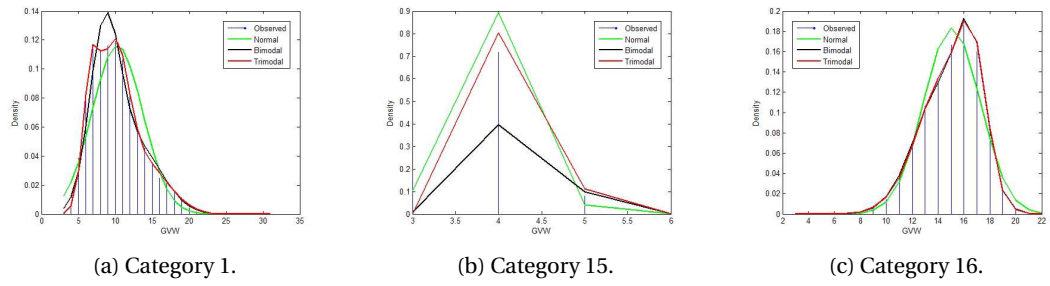 0.14
0.12
0.1
0.08
0.06
0.04
0.02
0
0
5
10
15
20
25
30
35
Density
GVW
Observed
Normal
Bimodal
Trimodal
(a) Category 1.
0.9
0.8
0.7
0.6
0.5
0.4
0.3
0.2
0.1
0
3
3.5
4
4.5
5
5.5
6
Density
GVW
Observed
Normal
Bimodal
Trimodal
(b) Category 15.
0.2
0.18
0.16
0.14
0.12
0.1
0.08
0.06
0.04
0.02
0
2
4
6
8
10
12
14
16
18
20
22
Density
GVW
Observed
Normal
Bimodal
Trimodal
(c) Category 16.